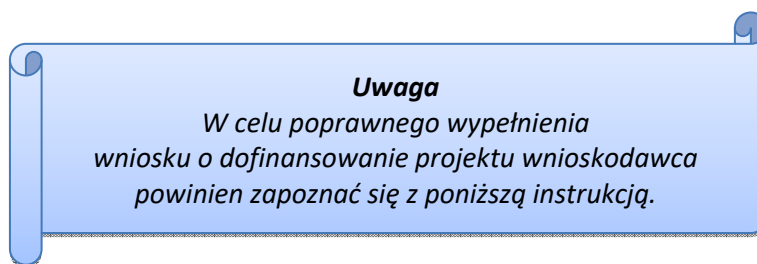 Uwaga
W celu poprawnego wypełnienia
wniosku o dofinansowanie projektu wnioskodawca
powinien zapoznać się z poniższą instrukcją.